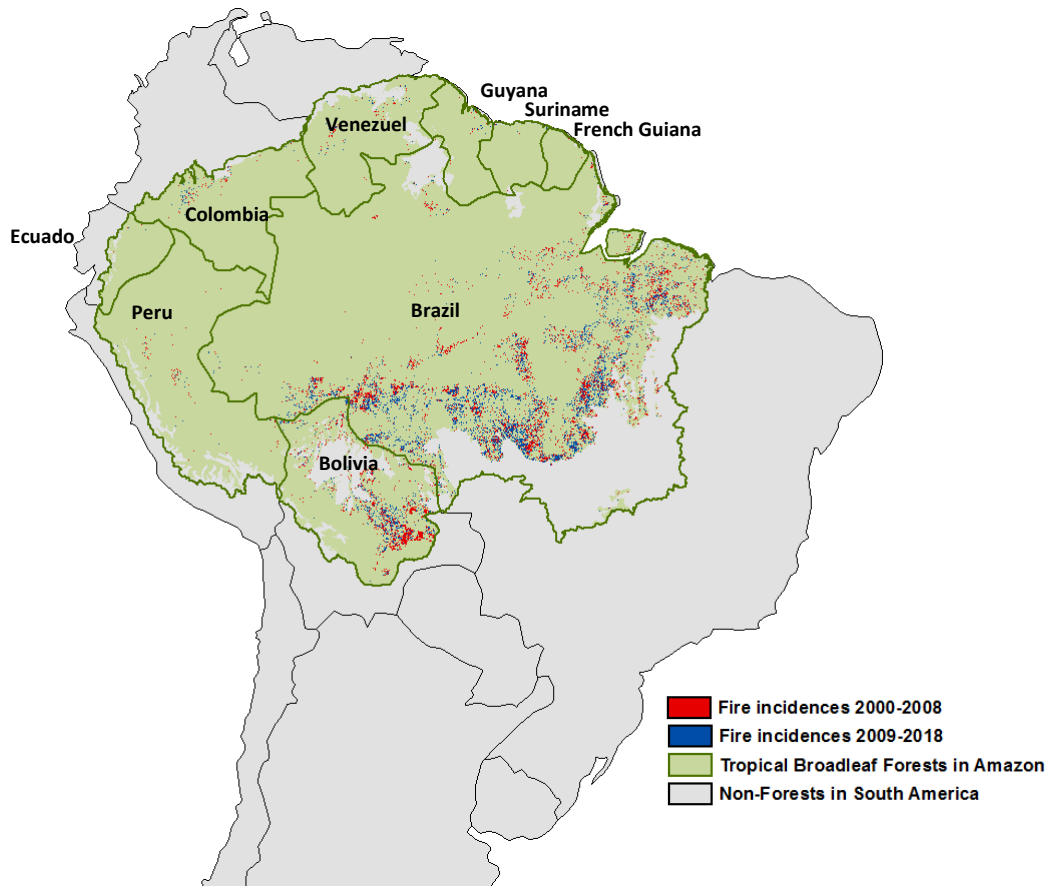 Guyana
Suriname
French Guiana
Venezuel
Colombia
Ecuado
Peru
Brazil
Bolivia
Fire incidences 2000-2008
Fire incidences 2009-2018
Tropical Broadleaf Forests in Amazon
Non-Forests in South America